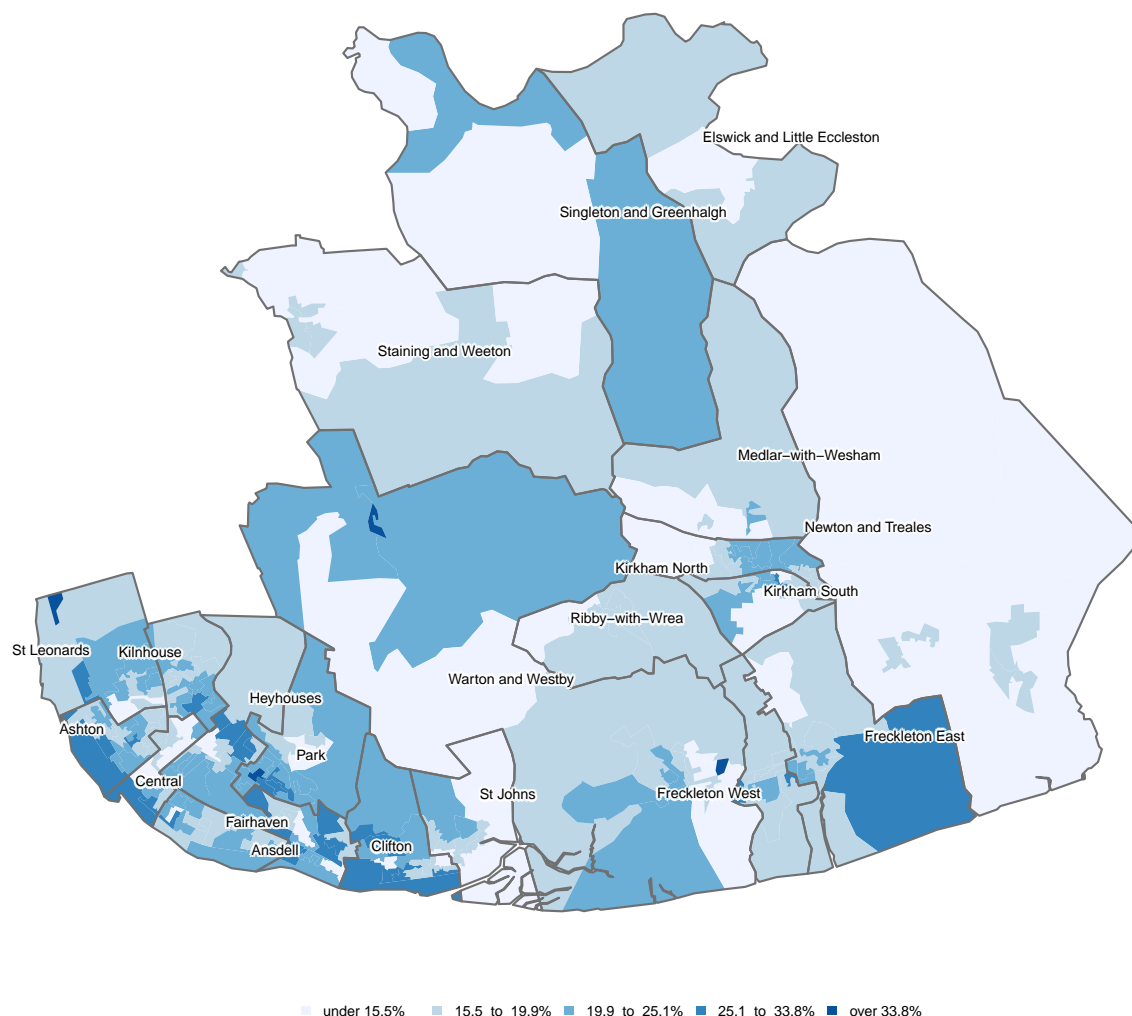 Elswick and Little Eccleston
Singleton and Greenhalgh
Staining and Weeton
Medlar−with−Wesham
Newton and Treales
Kirkham North
Kirkham South
Ribby−with−Wrea
St Leonards
Kilnhouse
Warton and Westby
Heyhouses
Ashton
Freckleton East
Park
Central
St Johns
Freckleton West
Fairhaven
Clifton
Ansdell
under 15.5% 15.5 to 19.9% 19.9 to 25.1% 25.1 to 33.8% over 33.8%